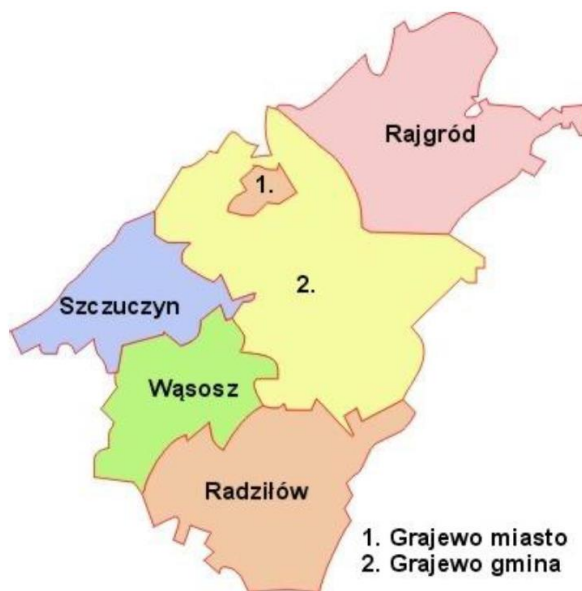 Rajgród
1.
2.
Szczuczyn
Wąsosz
Radziłów
1. Grajewo miasto
2. Grajewo gmina